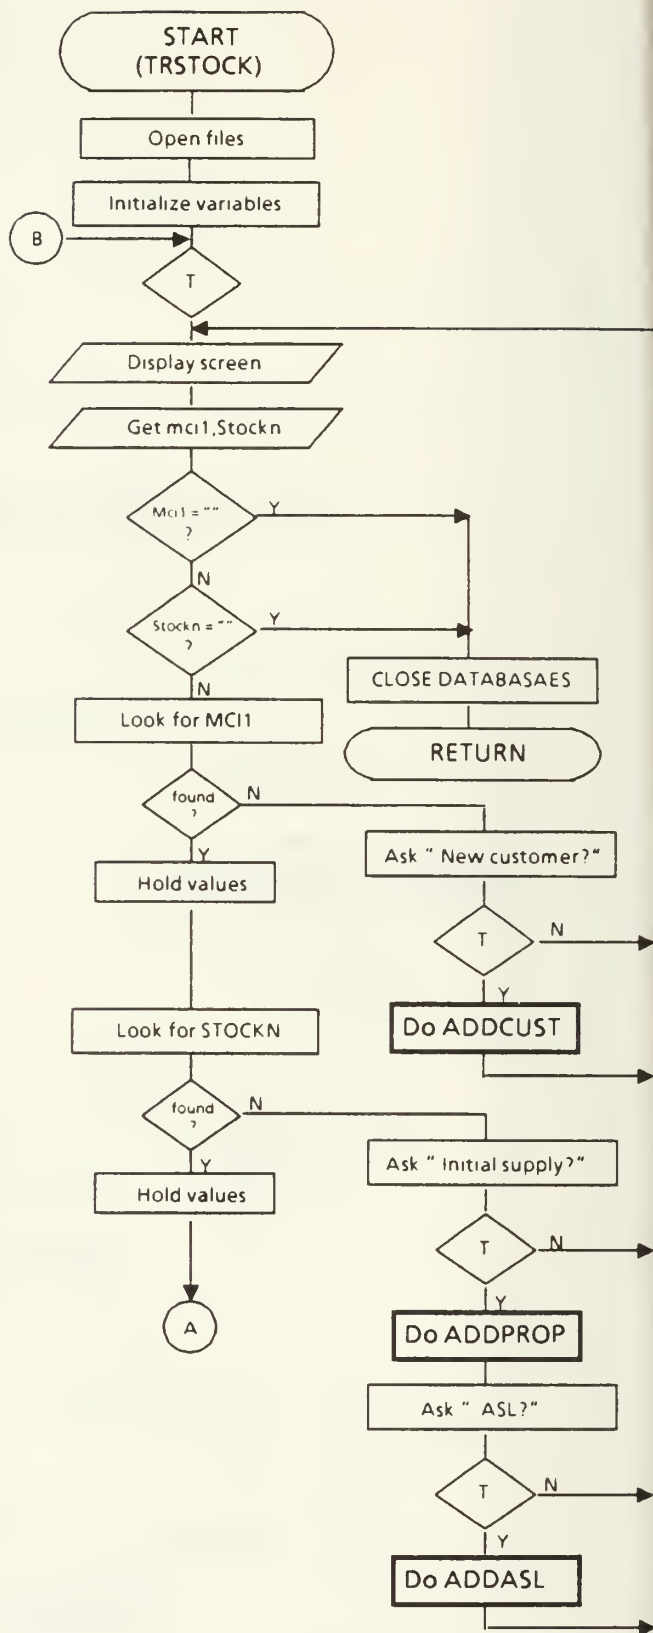 START
(TRSTOCK)
Open files
Initialize variables
B
T
Display screen
Get mci1,Stockn
Mci1 = ""
?
Y
N
Stockn = ""
?
Y
N
CLOSE DATABASAES
Look for MCI1
RETURN
found
?
N
Y
Ask " New customer?"
Hold values
T
N
Y
Look for STOCKN
Do ADDCUST
found
?
N
Y
Ask " Initial supply?"
Hold values
T
N
Y
A
Do ADDPROP
Ask " ASL?"
T
N
Y
Do ADDASL